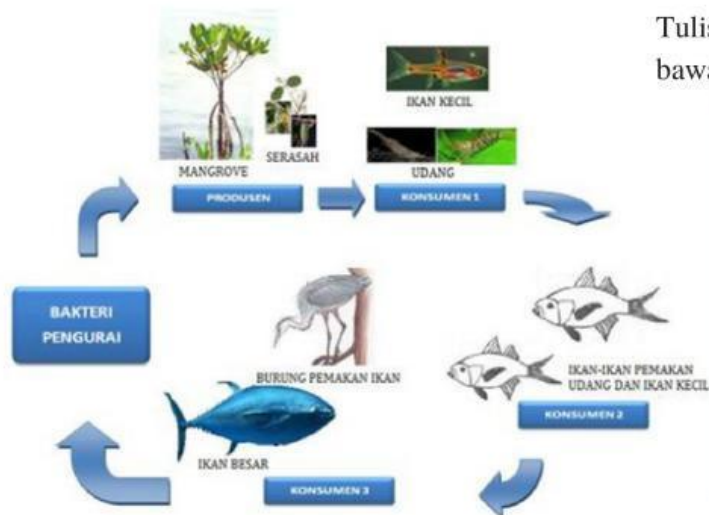 Tulis
bawa
IKAN KECIL
SERASAH
MANGROVE
UDANG
PRODUSEN
KONSUMEN 1
BAKTERI
PENGURAI
BURUNG PEMAKAN IKAN
IKAN-IKAN PEMAKAN
UDANG DAN IKAN KECIL
KONSUMEN 2
IKAN BESAR
KONSUMEN 3